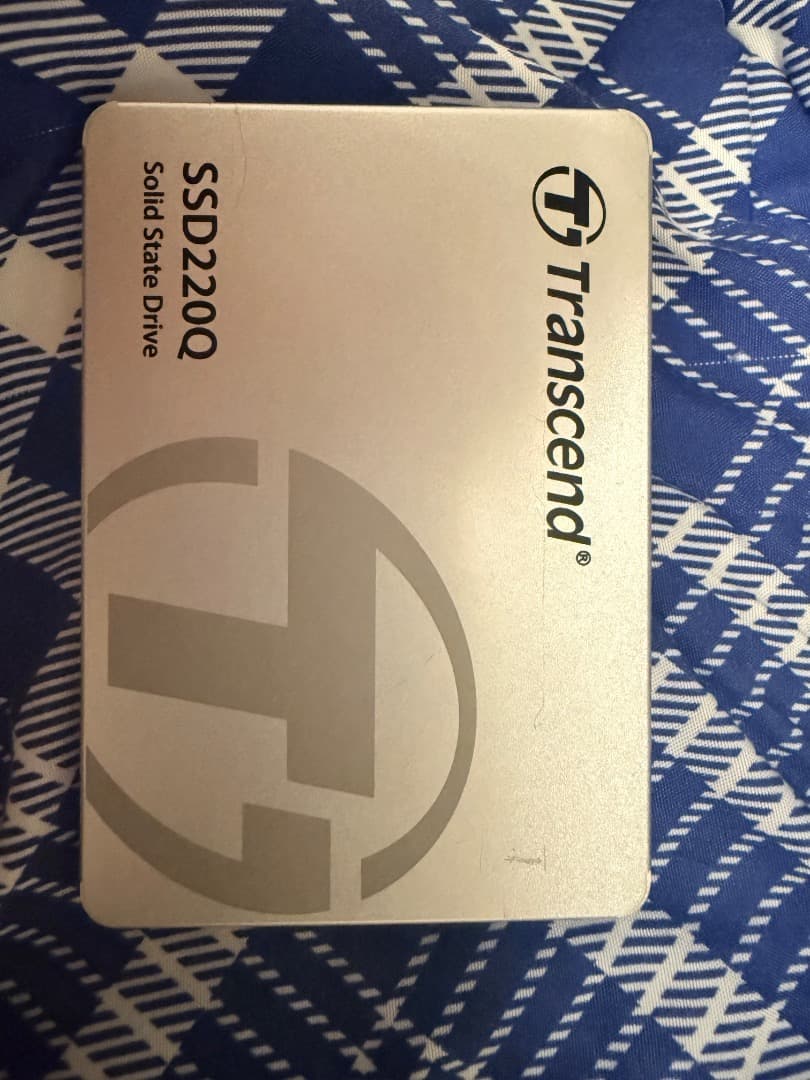 Transcend®
SSD220Q
Solid State Drive